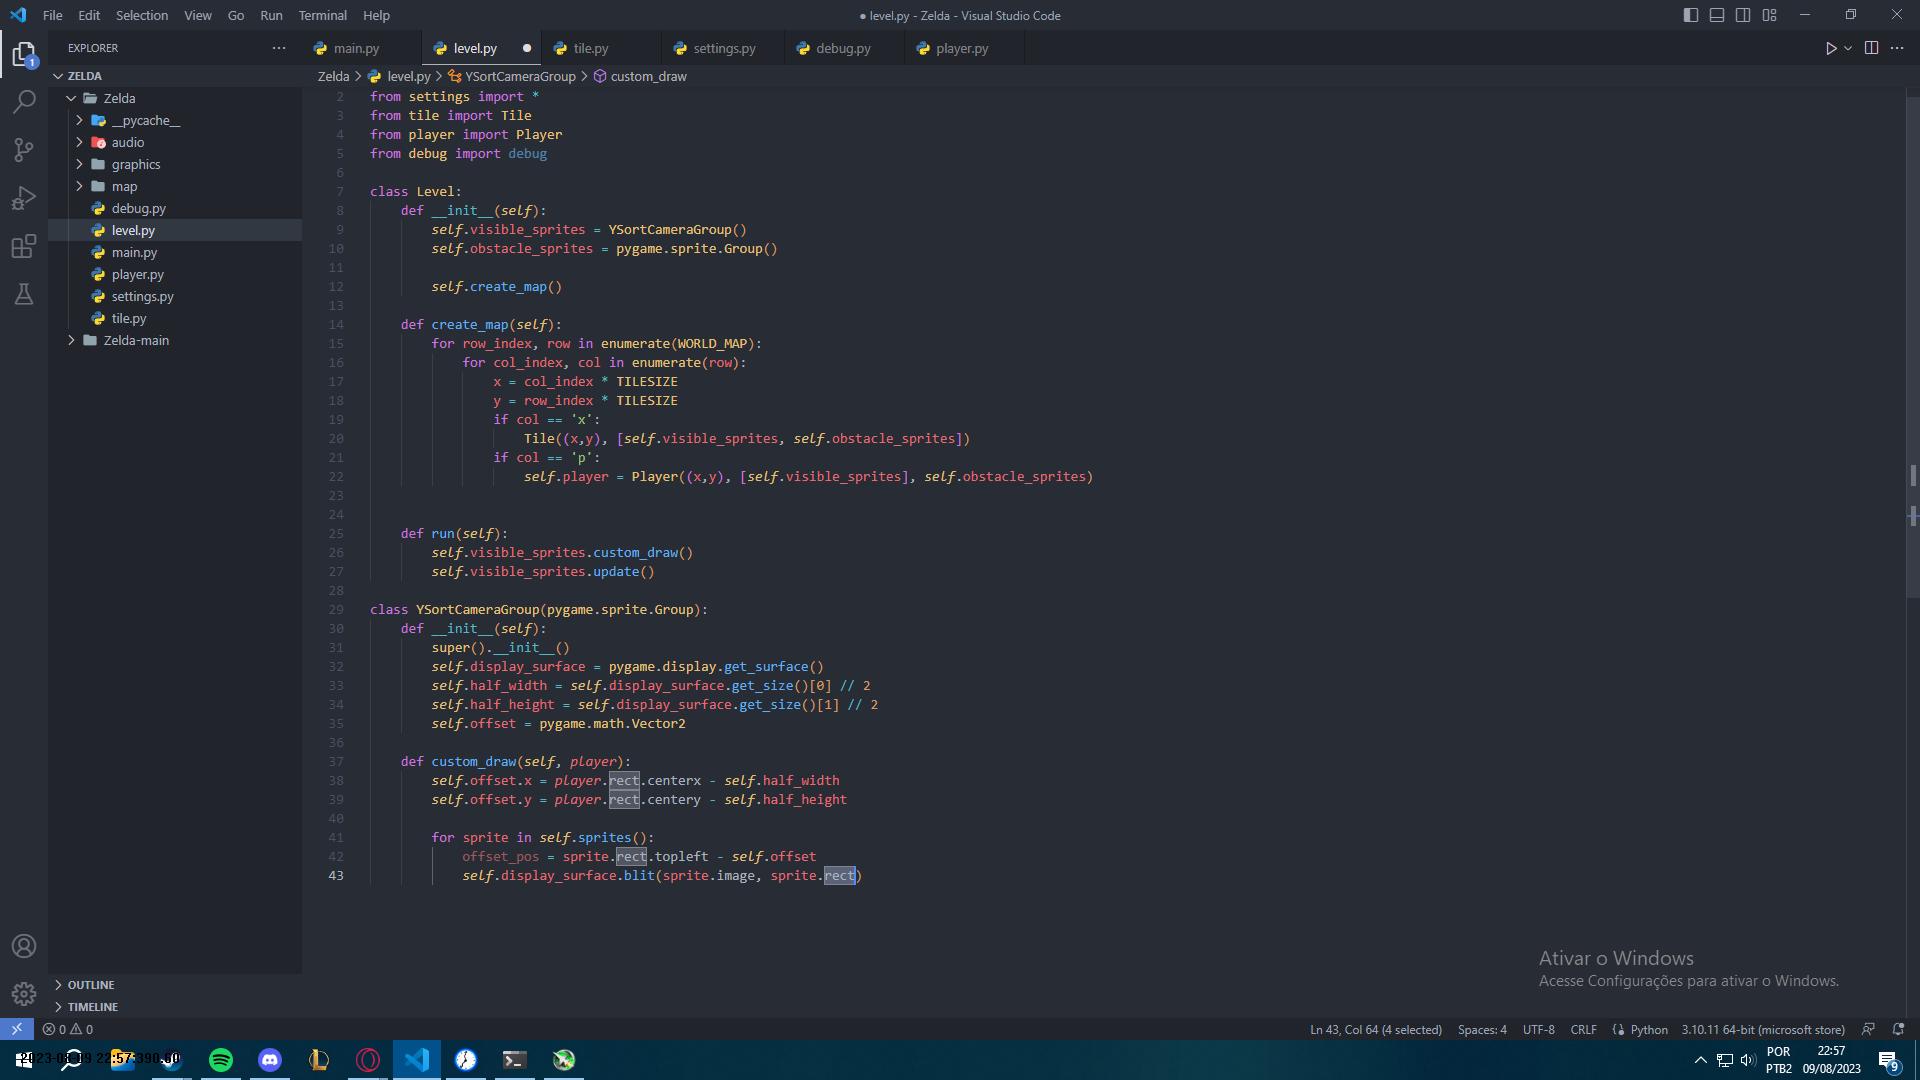 File Edit Selection View Go Run Terminal Help
● level.py - Zelda - Visual Studio Code
EXPLORER
main.py
level.py
tile.py
settings.py
debug.py
player.py
ZELDA
Zelda > level.py > YSortCameraGroup > custom_draw
Zelda
__pycache__
audio
graphics
map
debug.py
level.py
main.py
player.py
settings.py
tile.py
Zelda-main
OUTLINE
TIMELINE
2 from settings import *
3 from tile import Tile
4 from player import Player
5 from debug import debug
6
7 class Level:
8     def __init__(self):
9         self.visible_sprites = YSortCameraGroup()
10         self.obstacle_sprites = pygame.sprite.Group()
11
12         self.create_map()
13
14     def create_map(self):
15         for row_index, row in enumerate(WORLD_MAP):
16             for col_index, col in enumerate(row):
17                 x = col_index * TILESIZE
18                 y = row_index * TILESIZE
19                 if col == 'x':
20                     Tile((x,y), [self.visible_sprites, self.obstacle_sprites])
21                 if col == 'p':
22                     self.player = Player((x,y), [self.visible_sprites], self.obstacle_sprites)
23
24
25     def run(self):
26         self.visible_sprites.custom_draw()
27         self.visible_sprites.update()
28
29 class YSortCameraGroup(pygame.sprite.Group):
30     def __init__(self):
31         super().__init__()
32         self.display_surface = pygame.display.get_surface()
33         self.half_width = self.display_surface.get_size()[0] // 2
34         self.half_height = self.display_surface.get_size()[1] // 2
35         self.offset = pygame.math.Vector2
36
37     def custom_draw(self, player):
38         self.offset.x = player.rect.centerx - self.half_width
39         self.offset.y = player.rect.centery - self.half_height
40
41         for sprite in self.sprites():
42             offset_pos = sprite.rect.topleft - self.offset
43             self.display_surface.blit(sprite.image, sprite.rect)
Ativar o Windows
Acesse Configurações para ativar o Windows.
0 0
Ln 43, Col 64 (4 selected) Spaces: 4 UTF-8 CRLF Python 3.10.11 64-bit (microsoft store)
POR
PTB2
22:57
09/08/2023
9